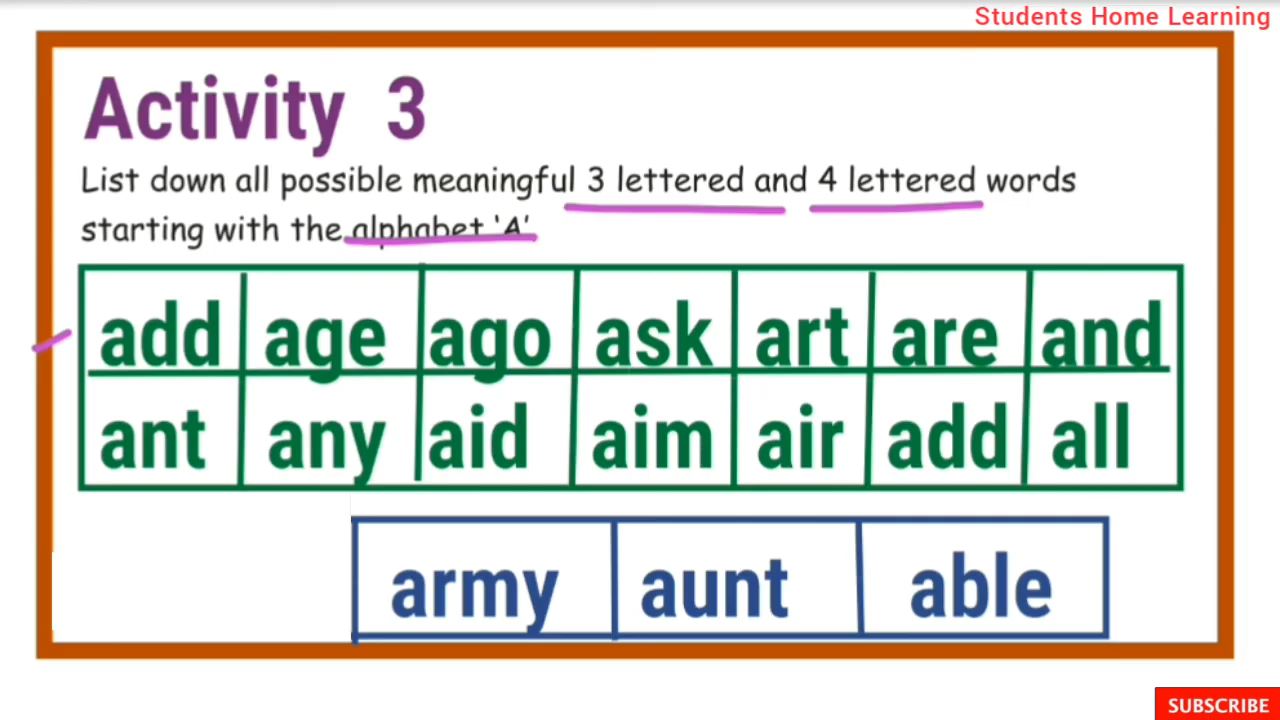 Students Home Learning
Activity 3
List down all possible meaningful 3 lettered and 4 lettered words
starting with the alphabet ‘A’
add age ago ask art are and
ant any aid aim air add all
army aunt able
SUBSCRIBE